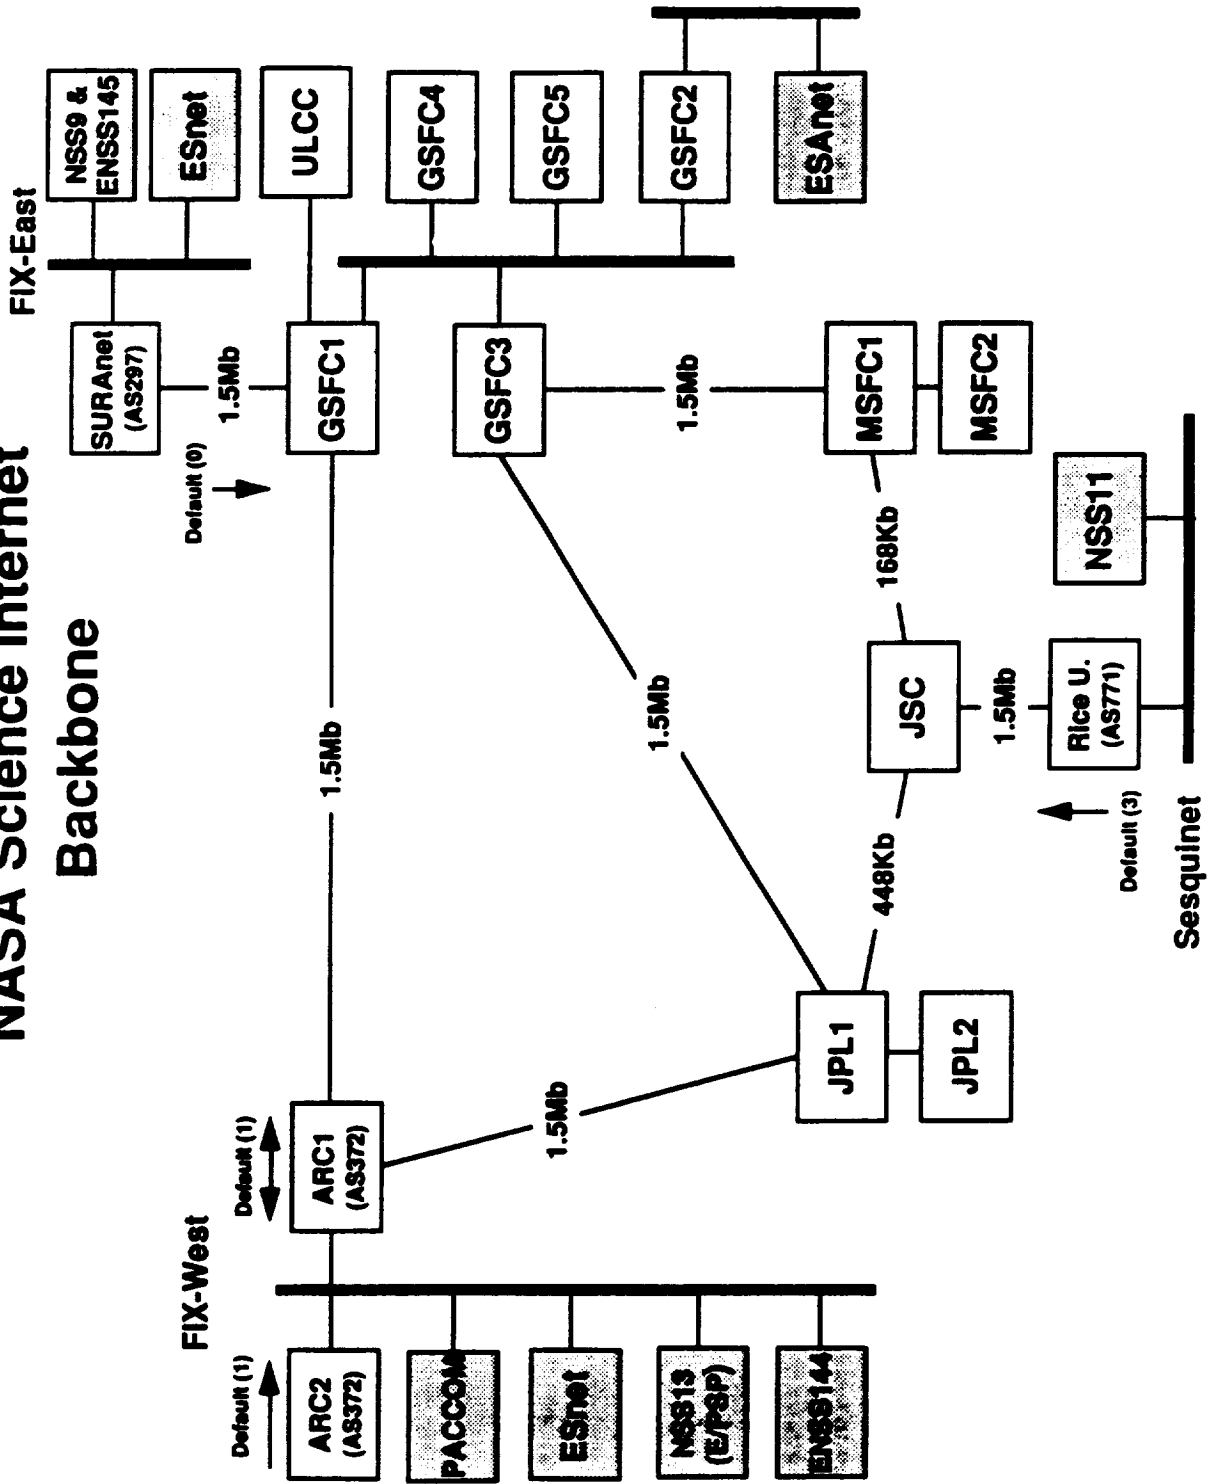 NASA Science Internet
Backbone
FIX-West
FIX-East
Default (1)
ARC2
(AS372)
PACCOM
ESnet
NSS13
(E/PSP)
ENSS144
Default (1)
ARC1
(AS372)
1.5Mb
1.5Mb
JPL1
JPL2
448Kb
1.5Mb
JSC
168Kb
1.5Mb
Rice U.
(AS771)
Default (3)
Sesquinet
NSS11
Default (0)
SURAnet
(AS297)
1.5Mb
GSFC1
GSFC3
1.5Mb
MSFC1
MSFC2
NSS9 &
ENSS145
ESnet
ULCC
GSFC4
GSFC5
GSFC2
ESAnet